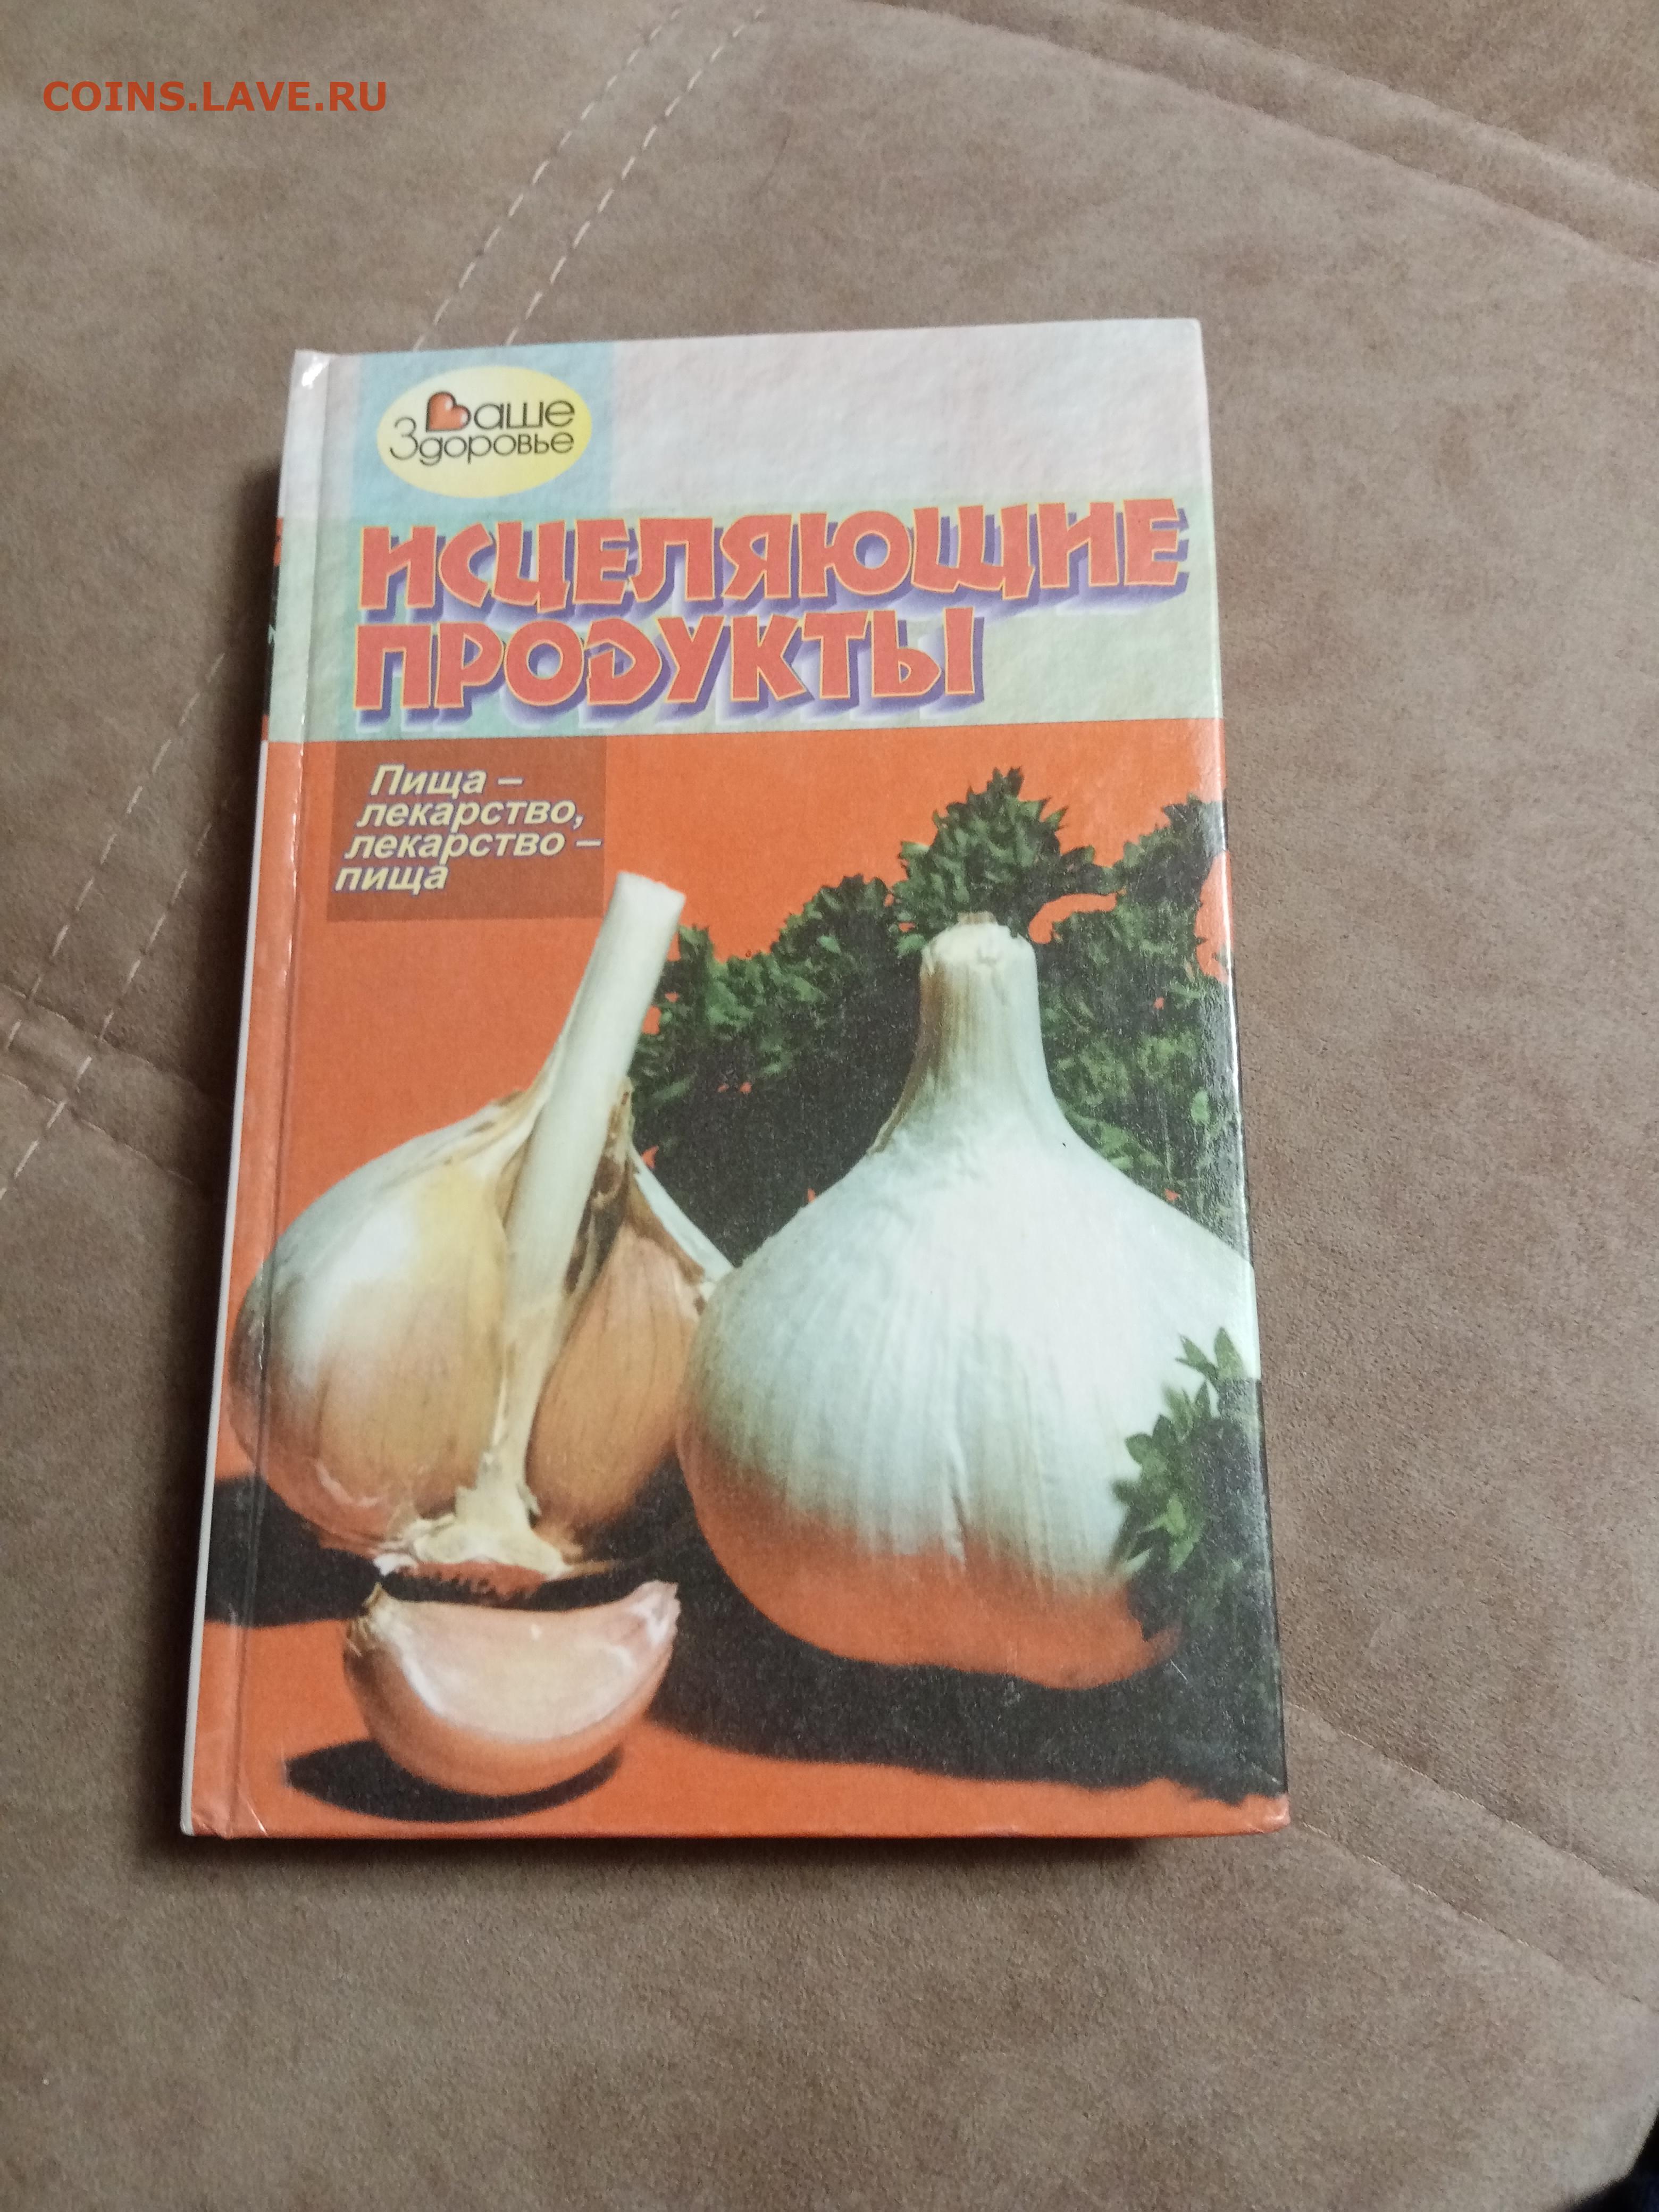 COINS.LAVE.RU
Ваше
Здоровье
ИСЦЕЛЯЮЩИЕ
ПРОДУКТЫ
Пища –
лекарство,
лекарство –
пища